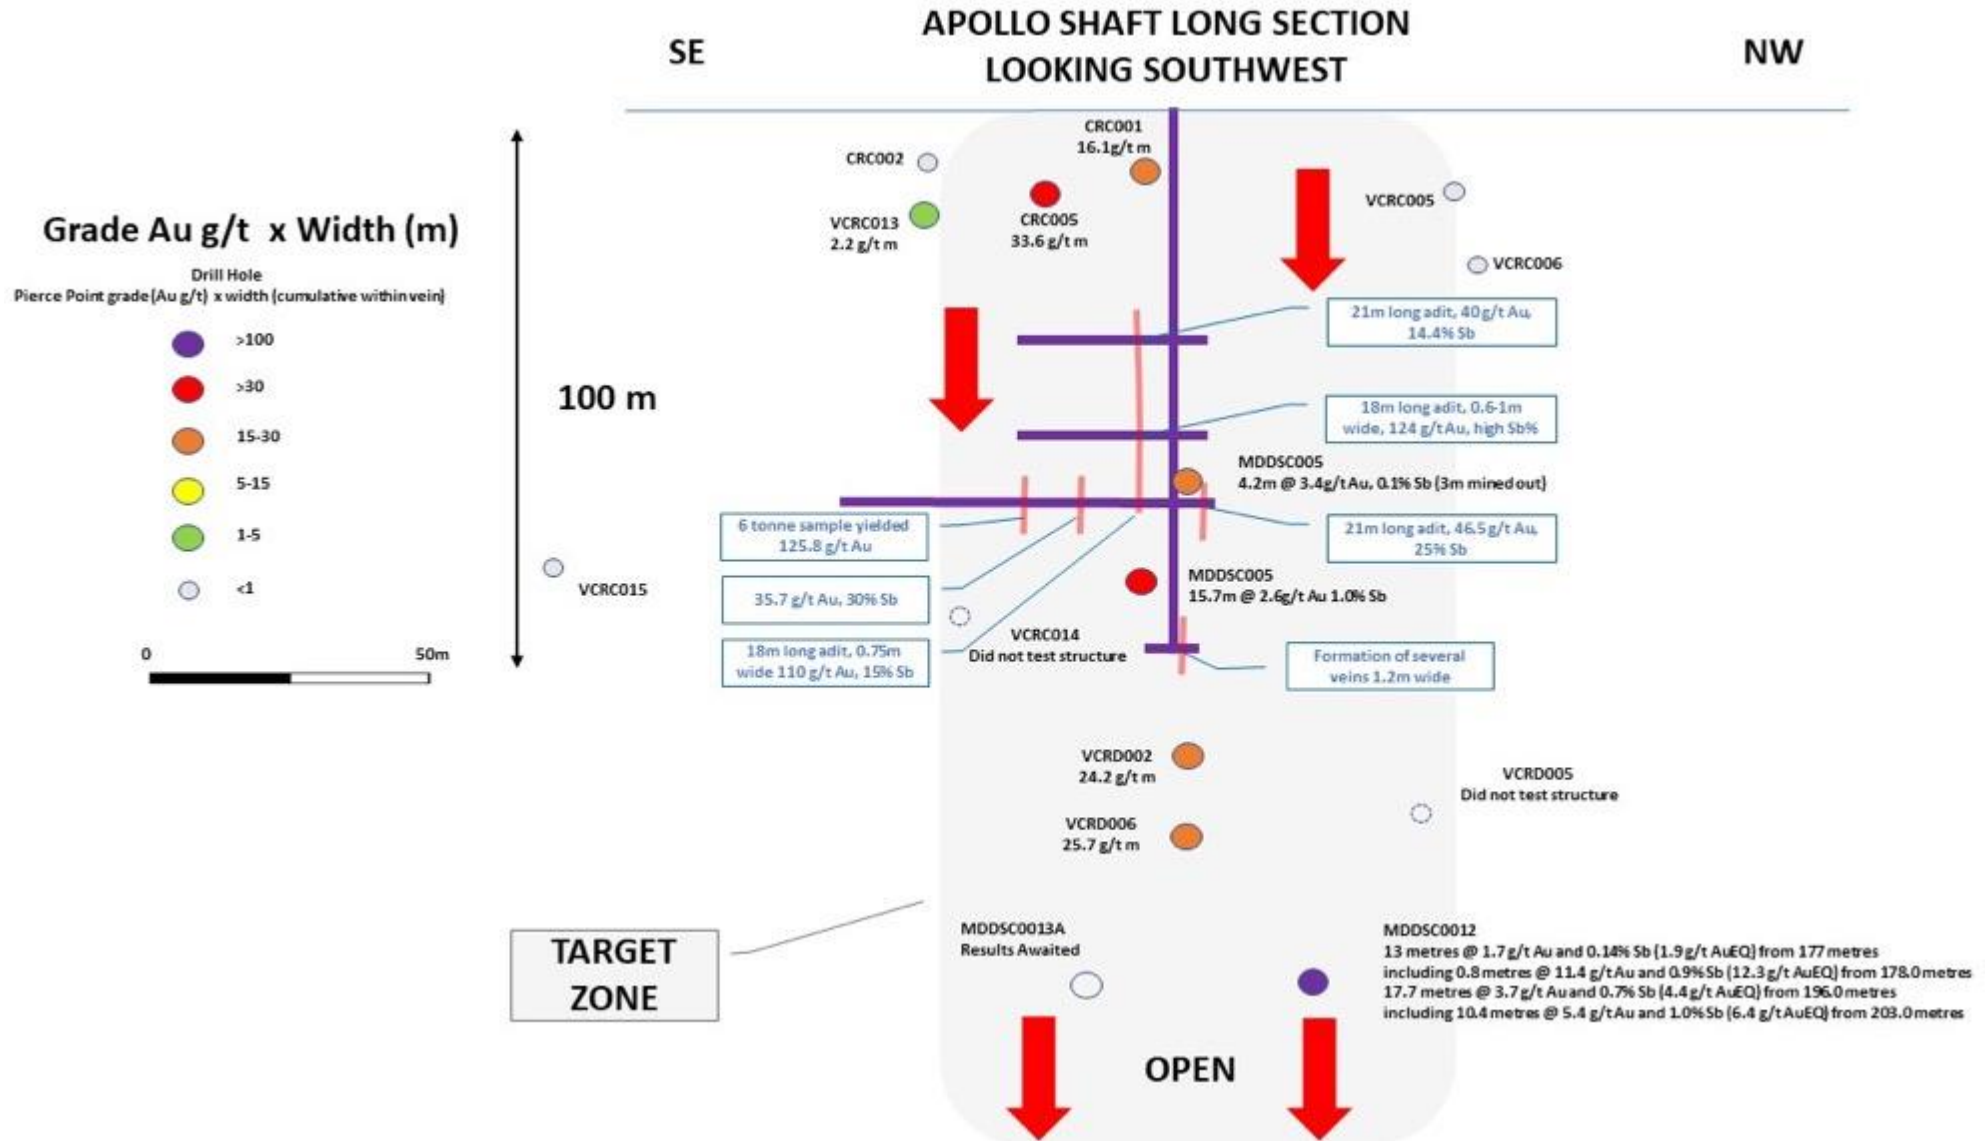 APOLLO SHAFT LONG SECTION
LOOKING SOUTHWEST
SE
NW
Grade Au g/t x Width (m)
Drill Hole
Pierce Point grade (Au g/t) x width (cumulative within vein)
>100
>30
15-30
5-15
1-5
<1
0
50m
100 m
CRC001
16.1g/t m
CRC002
VCRC013
2.2 g/t m
CRC005
33.6 g/t m
VCRC005
VCRC006
21m long adit, 40 g/t Au,
14.4% Sb
18m long adit, 0.6-1m
wide, 124 g/t Au, high Sb%
MDDSC005
4.2m @ 3.4g/t Au, 0.1% Sb (3m mined out)
6 tonne sample yielded
125.8 g/t Au
21m long adit, 46.5 g/t Au,
25% Sb
VCRC015
35.7 g/t Au, 30% Sb
MDDSC005
15.7m @ 2.6g/t Au 1.0% Sb
VCRC014
Did not test structure
18m long adit, 0.75m
wide 110 g/t Au, 15% Sb
Formation of several
veins 1.2m wide
VCRD002
24.2 g/t m
VCRD005
Did not test structure
VCRD006
25.7 g/t m
TARGET
ZONE
MDDSC0013A
Results Awaited
MDDSC0012
13 metres @ 1.7 g/t Au and 0.14% Sb (1.9 g/t AuEQ) from 177 metres
including 0.8 metres @ 11.4 g/t Au and 0.9% Sb (12.3 g/t AuEQ) from 178.0 metres
17.7 metres @ 3.7 g/t Au and 0.7% Sb (4.4 g/t AuEQ) from 196.0 metres
including 10.4 metres @ 5.4 g/t Au and 1.0% Sb (6.4 g/t AuEQ) from 203.0 metres
OPEN